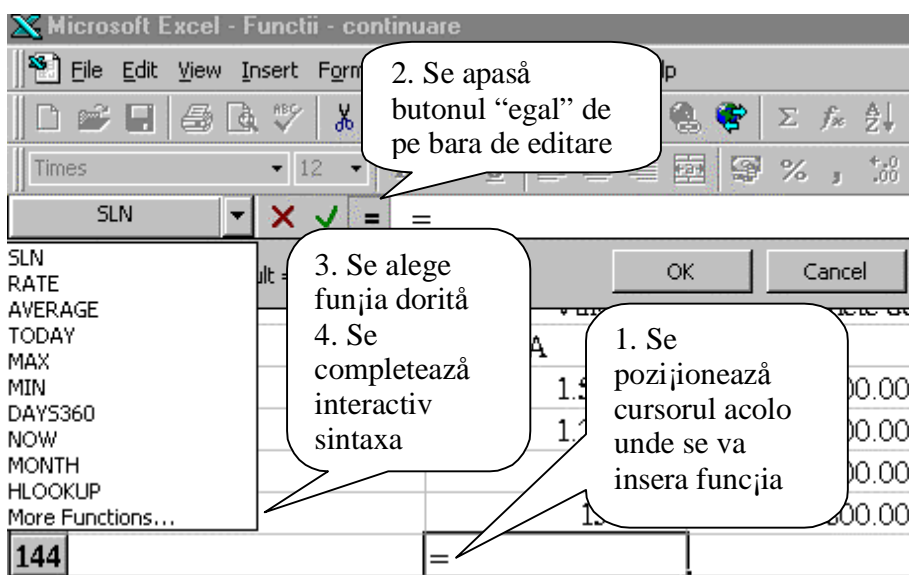 Microsoft Excel - Functii - continuare
File Edit View Insert
2. Se apaså
butonul “egal” de
pe bara de editare
Times 12
SLN = =
SLN
RATE
AVERAGE
TODAY
MAX
MIN
DAYS360
NOW
MONTH
HLOOKUP
More Functions...
3. Se alege
fun¡ia doritå
4. Se
completeazå
interactiv
sintaxa
OK Cancel
A
1. Se
pozi¡ioneazå
cursorul acolo
unde se va
insera func¡ia
144 =